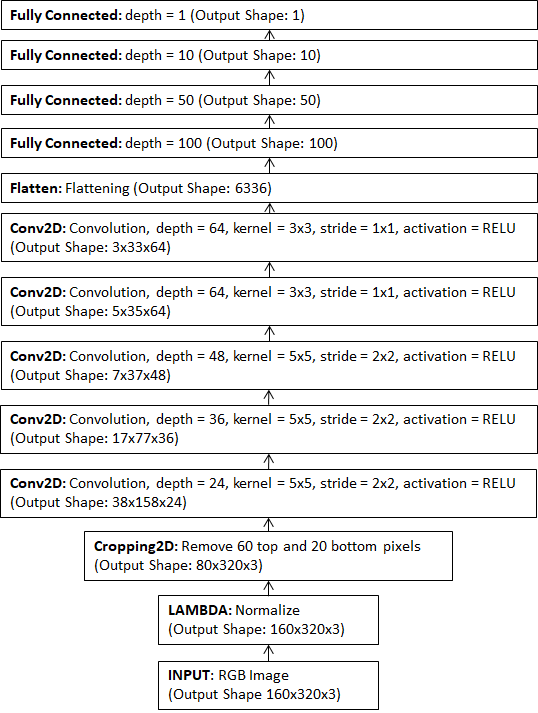 Fully Connected: depth = 1 (Output Shape: 1)
Fully Connected: depth = 10 (Output Shape: 10)
Fully Connected: depth = 50 (Output Shape: 50)
Fully Connected: depth = 100 (Output Shape: 100)
Flatten: Flattening (Output Shape: 6336)
Conv2D: Convolution, depth = 64, kernel = 3x3, stride = 1x1, activation = RELU
(Output Shape: 3x33x64)
Conv2D: Convolution, depth = 64, kernel = 3x3, stride = 1x1, activation = RELU
(Output Shape: 5x35x64)
Conv2D: Convolution, depth = 48, kernel = 5x5, stride = 2x2, activation = RELU
(Output Shape: 7x37x48)
Conv2D: Convolution, depth = 36, kernel = 5x5, stride = 2x2, activation = RELU
(Output Shape: 17x77x36)
Conv2D: Convolution, depth = 24, kernel = 5x5, stride = 2x2, activation = RELU
(Output Shape: 38x158x24)
Cropping2D: Remove 60 top and 20 bottom pixels
(Output Shape: 80x320x3)
LAMBDA: Normalize
(Output Shape: 160x320x3)
INPUT: RGB Image
(Output Shape 160x320x3)